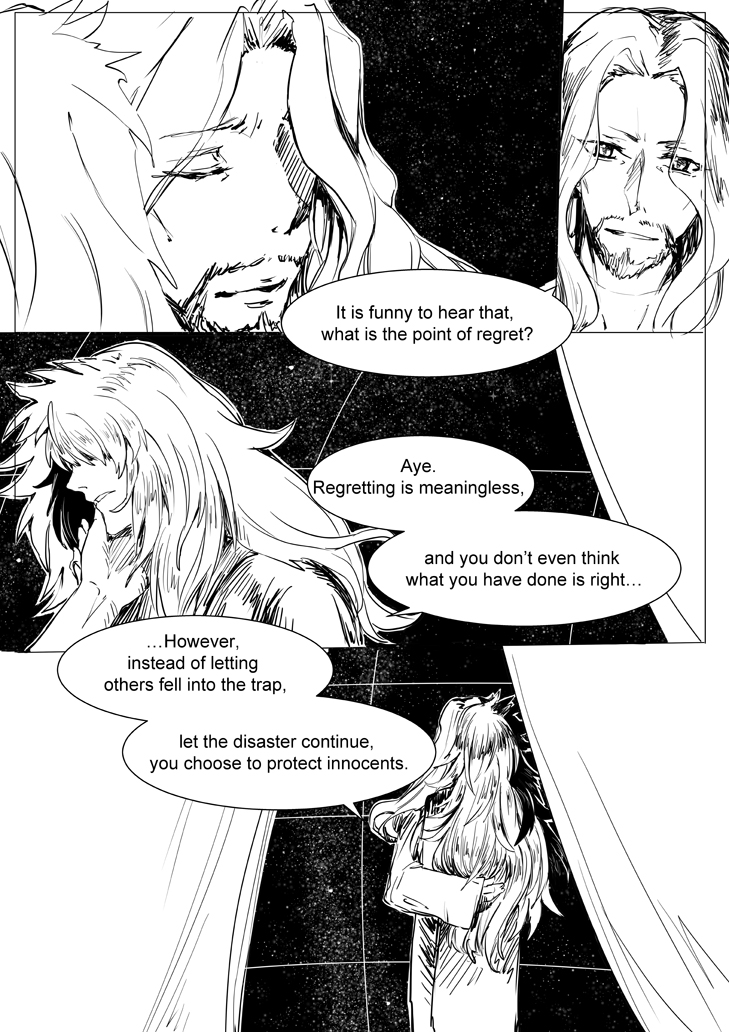 It is funny to hear that,
what is the point of regret?
Aye.
Regretting is meaningless,
and you don't even think
what you have done is right...
...However,
instead of letting
others fell into the trap,
let the disaster continue,
you choose to protect innocents.